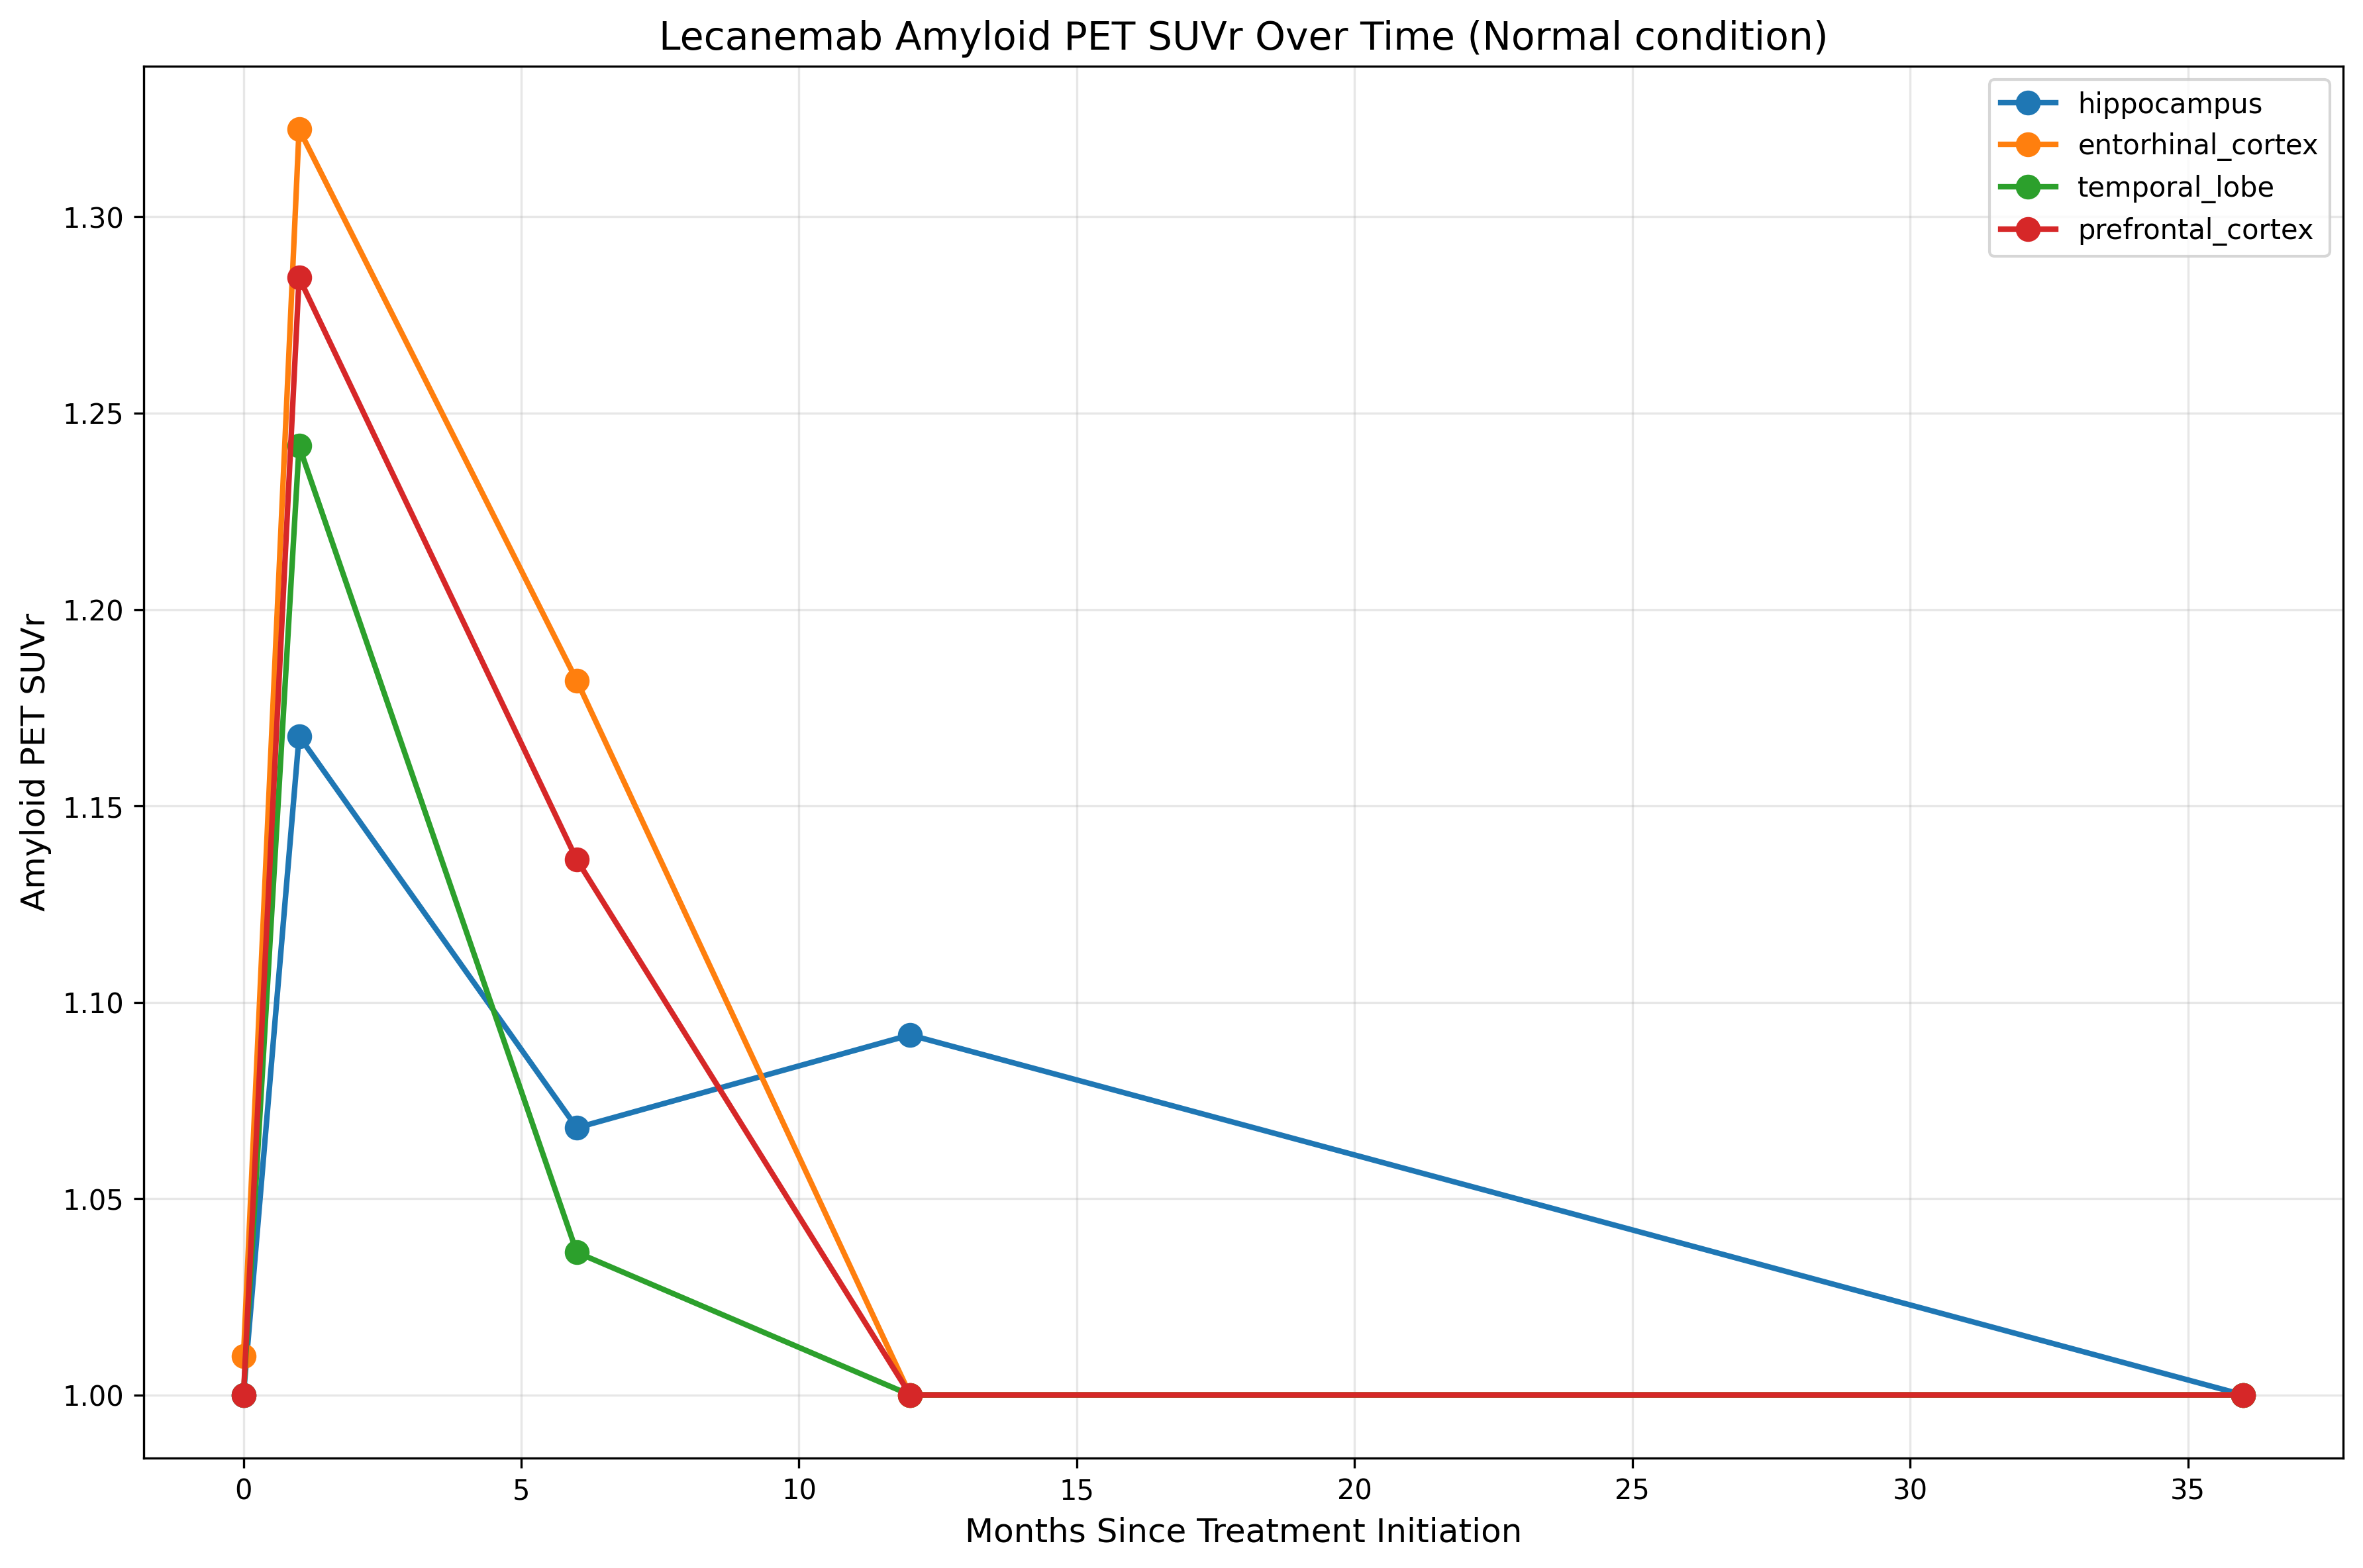 Lecanemab Amyloid PET SUVr Over Time (Normal condition)
hippocampus
entorhinal_cortex
temporal_lobe
prefrontal_cortex
Amyloid PET SUVr
1.30
1.25
1.20
1.15
1.10
1.05
1.00
0 5 10 15 20 25 30 35
Months Since Treatment Initiation